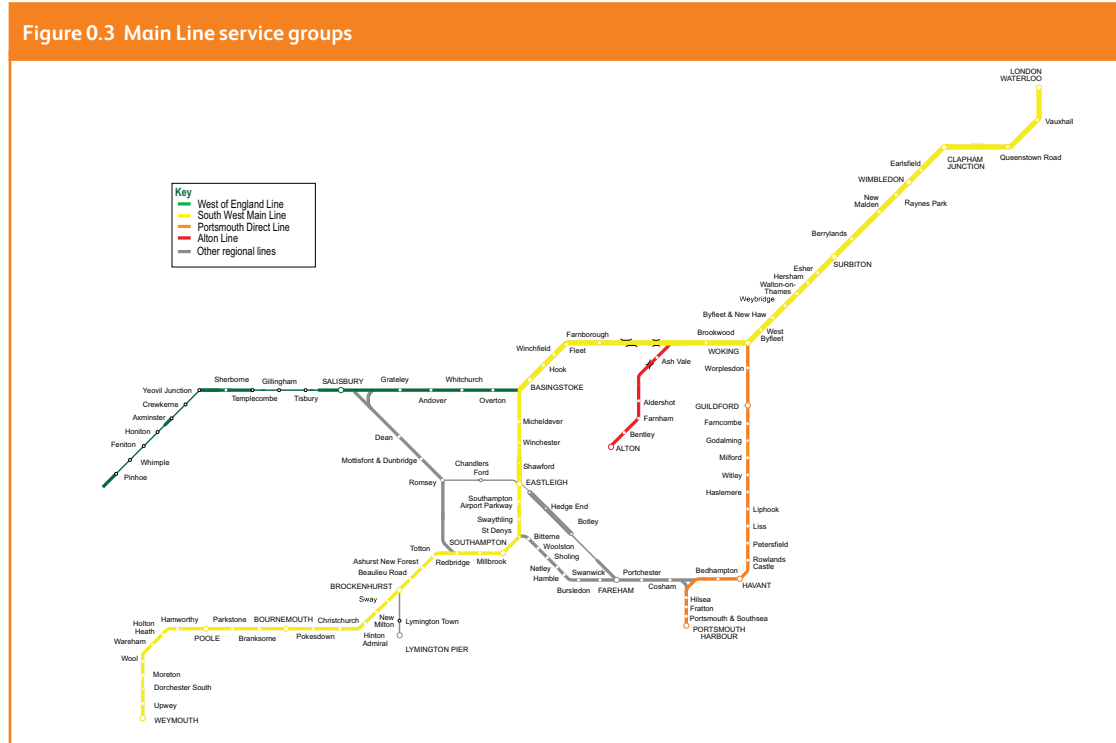 Figure 0.3 Main Line service groups
LONDON
WATERLOO
Vauxhall
Queenstown Road
CLAPHAM
JUNCTION
Earlsfield
WIMBLEDON
Raynes Park
New
Malden
Berrylands
SURBITON
Esher
Hersham
Walton-on-
Thames
Weybridge
Byfleet & New Haw
West
Byfleet
Key
West of England Line
South West Main Line
Portsmouth Direct Line
Alton Line
Other regional lines
Farnborough
Brookwood
WOKING
Winchfield
Fleet
Hook
BASINGSTOKE
Ash Vale
Aldershot
Farnham
Bentley
ALTON
Worplesdon
GUILDFORD
Farncombe
Godalming
Milford
Witley
Haslemere
Liphook
Liss
Petersfield
Rowlands
Castle
HAVANT
Bedhampton
Hilsea
Fratton
Portsmouth & Southsea
PORTSMOUTH
HARBOUR
Yeovil Junction
Sherborne
Templecombe
Gillingham
Tisbury
SALISBURY
Grateley
Andover
Whitchurch
Overton
Crewkerne
Axminster
Honiton
Feniton
Whimple
Pinhoe
Micheldever
Winchester
Shawford
EASTLEIGH
Dean
Mottisfont & Dunbridge
Romsey
Chandlers
Ford
Southampton
Airport Parkway
Swaythling
St Denys
Hedge End
Botley
SOUTHAMPTON
Millbrook
Redbridge
Totton
Bitterne
Woolston
Sholing
Netley
Hamble
Bursledon
Swanwick
FAREHAM
Portchester
Cosham
Ashurst New Forest
Beaulieu Road
BROCKENHURST
Sway
New
Milton
Hinton
Admiral
Lymington Town
LYMINGTON PIER
Christchurch
Pokesdown
BOURNEMOUTH
Branksome
Parkstone
POOLE
Hamworthy
Holton
Heath
Wareham
Wool
Moreton
Dorchester South
Upwey
WEYMOUTH